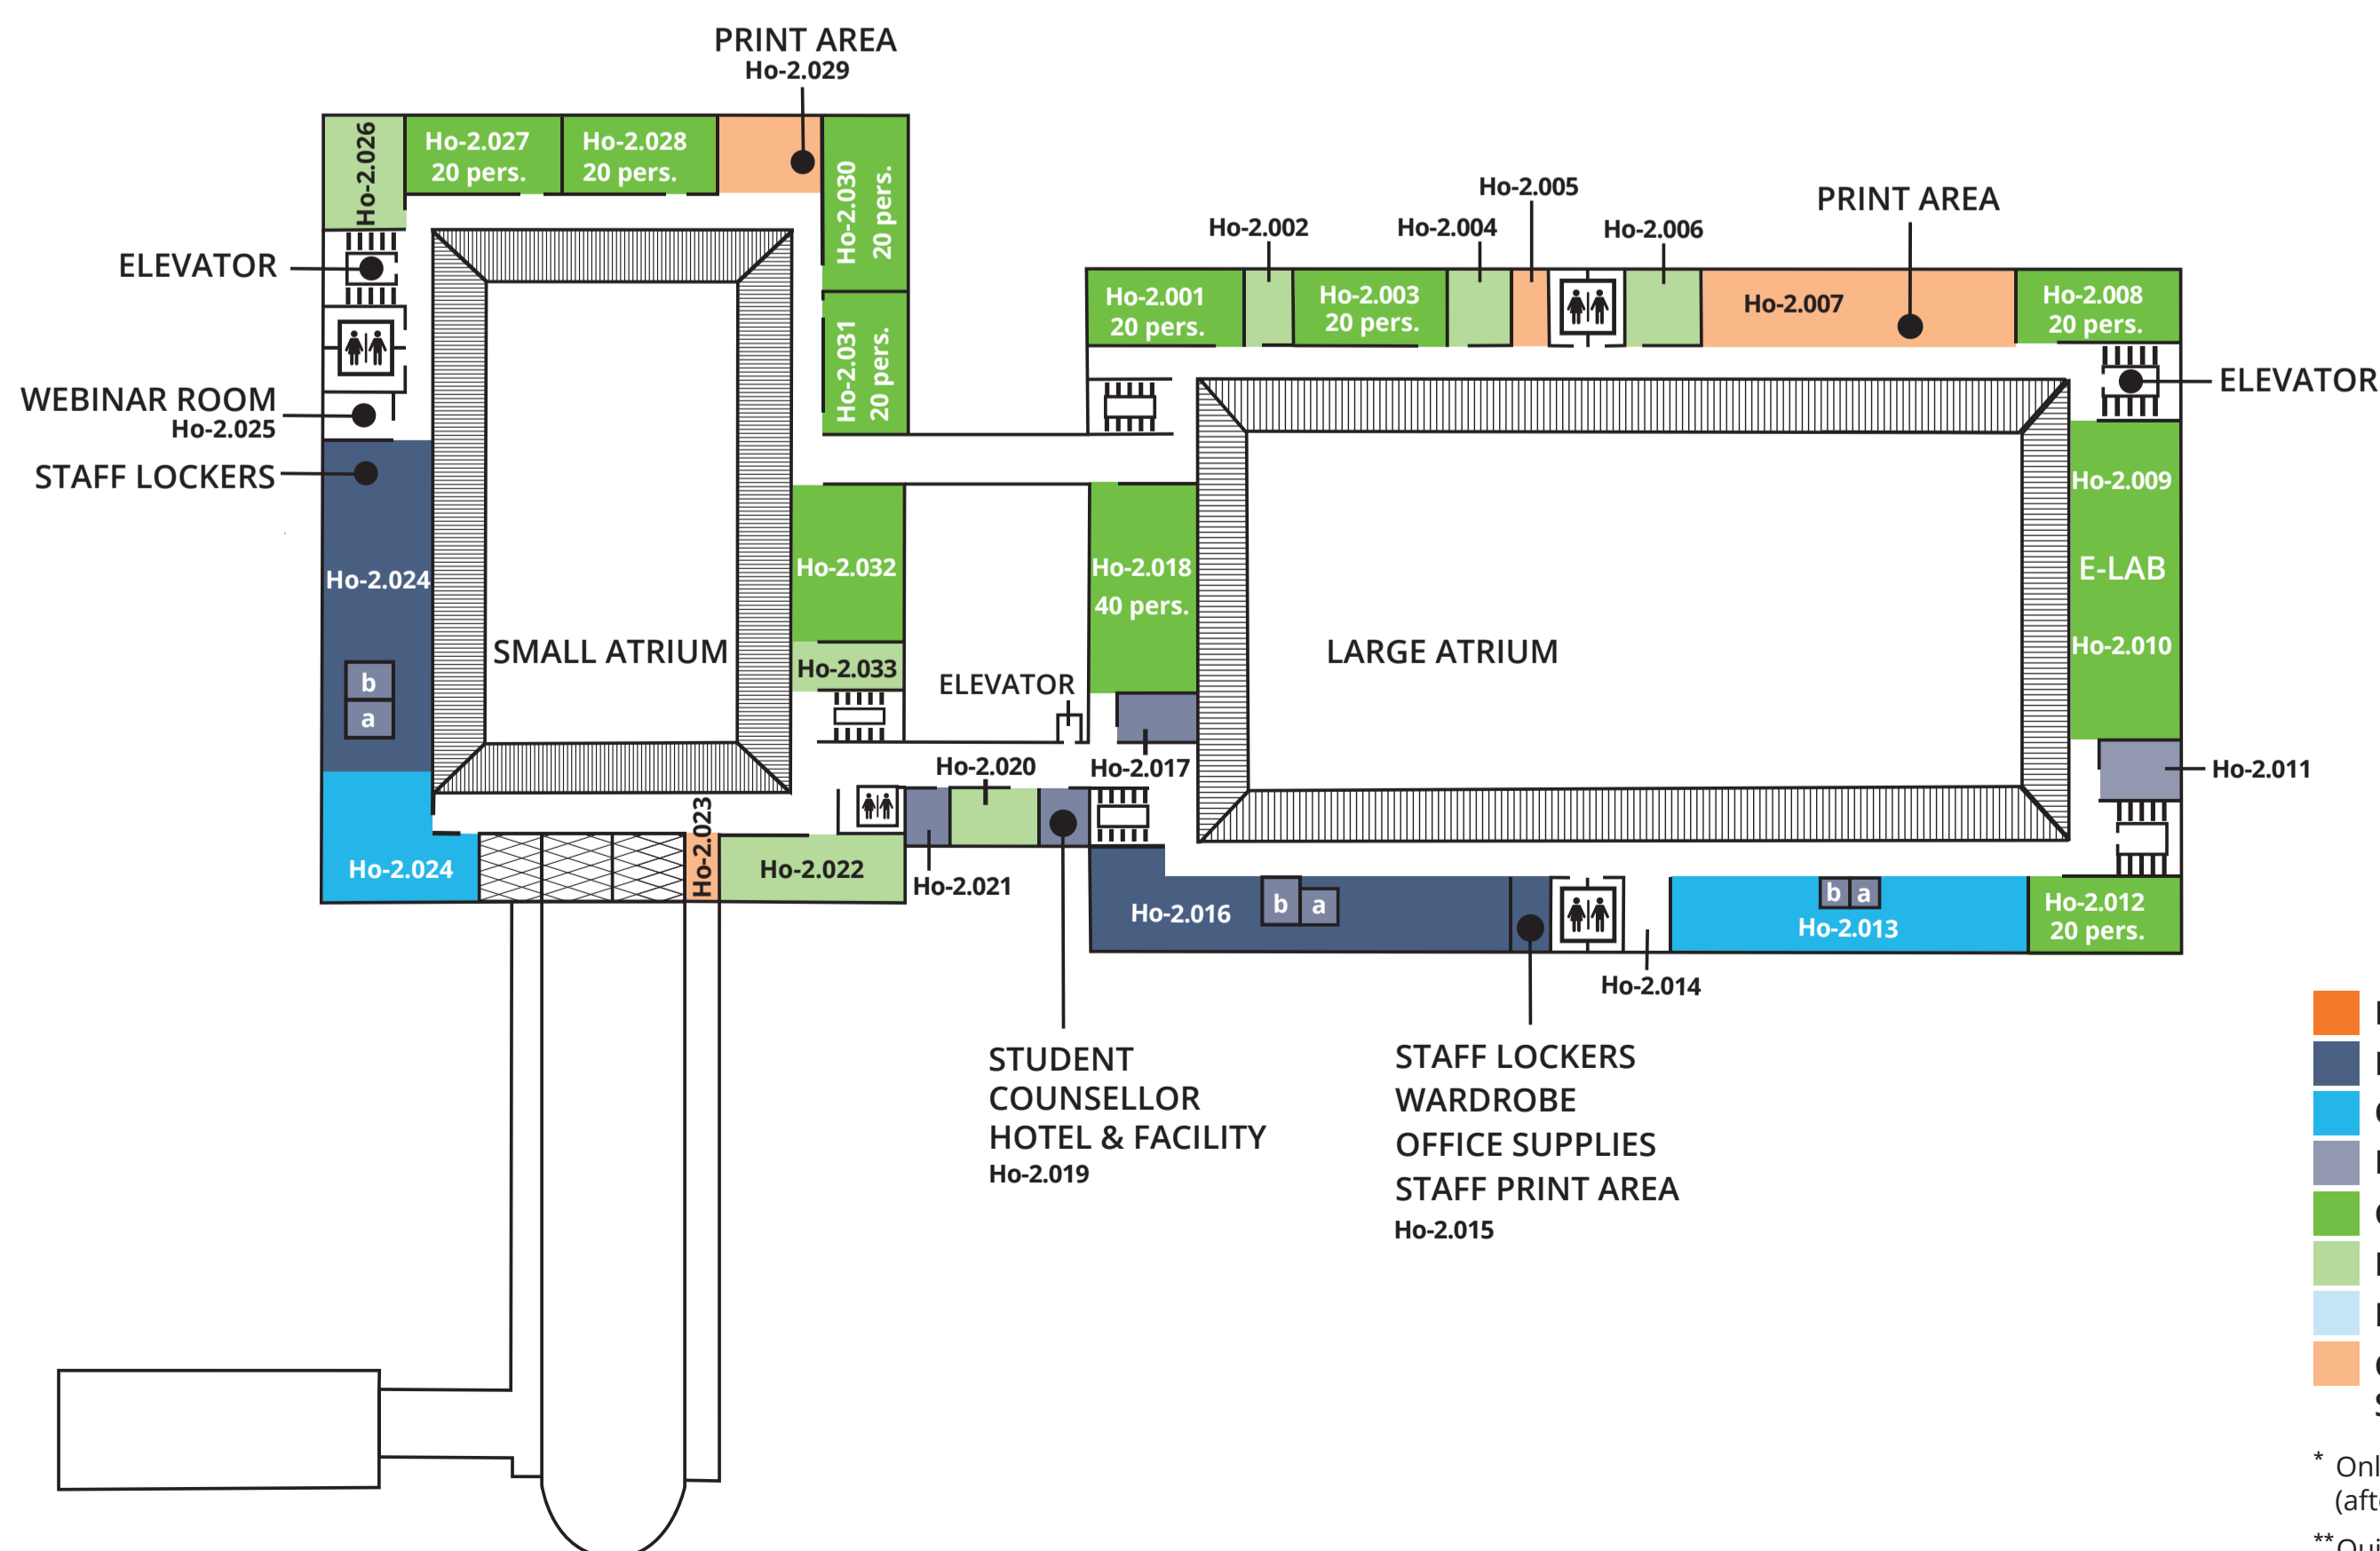 PRINT AREA
Ho-2.029
Ho-2.026
Ho-2.027
20 pers.
Ho-2.028
20 pers.
Ho-2.030
20 pers.
Ho-2.031
20 pers.
ELEVATOR
WEBINAR ROOM
Ho-2.025
STAFF LOCKERS
Ho-2.024
b
a
SMALL ATRIUM
Ho-2.032
Ho-2.033
ELEVATOR
Ho-2.024
Ho-2.023
Ho-2.022
Ho-2.021
Ho-2.020
Ho-2.017
Ho-2.018
40 pers.
Ho-2.001
20 pers.
Ho-2.002
Ho-2.003
20 pers.
Ho-2.004
Ho-2.005
Ho-2.006
PRINT AREA
Ho-2.007
Ho-2.008
20 pers.
ELEVATOR
Ho-2.009
E-LAB
Ho-2.010
LARGE ATRIUM
Ho-2.011
Ho-2.012
20 pers.
b a
Ho-2.013
Ho-2.014
Ho-2.016
b a
STUDENT
COUNSELLOR
HOTEL & FACILITY
Ho-2.019
STAFF LOCKERS
WARDROBE
OFFICE SUPPLIES
STAFF PRINT AREA
Ho-2.015
*
**